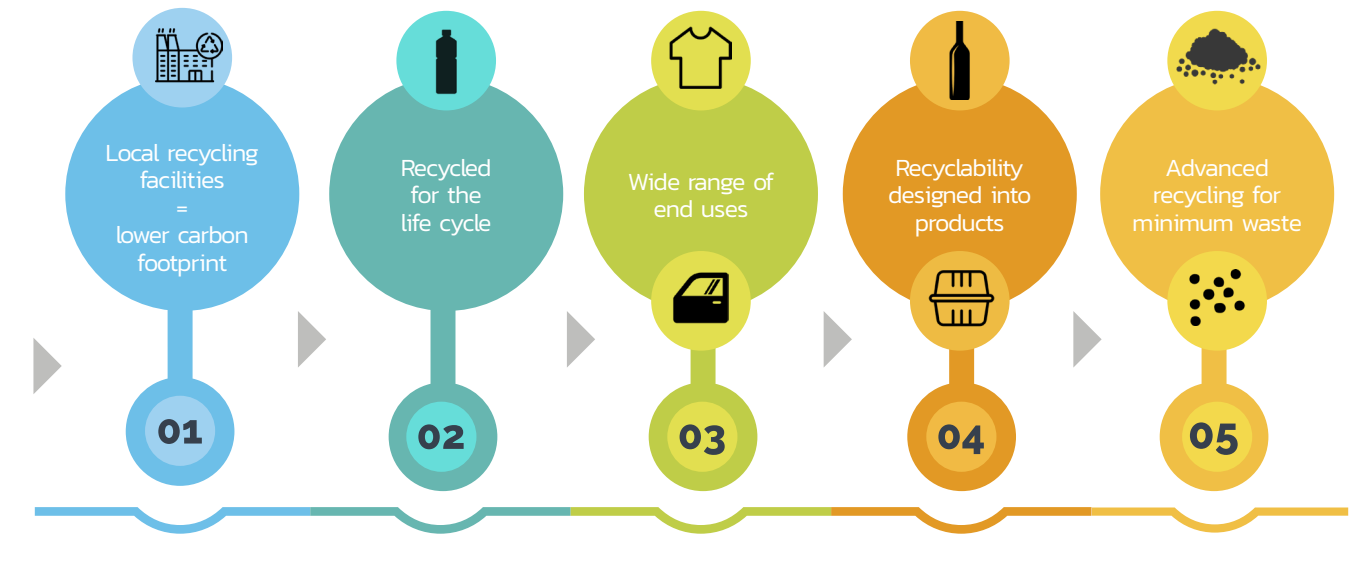 Local recycling
facilities
=
lower carbon
footprint
01
Recycled
for the
life cycle
02
Wide range of
end uses
03
Recyclability
designed into
products
04
Advanced
recycling for
minimum waste
05